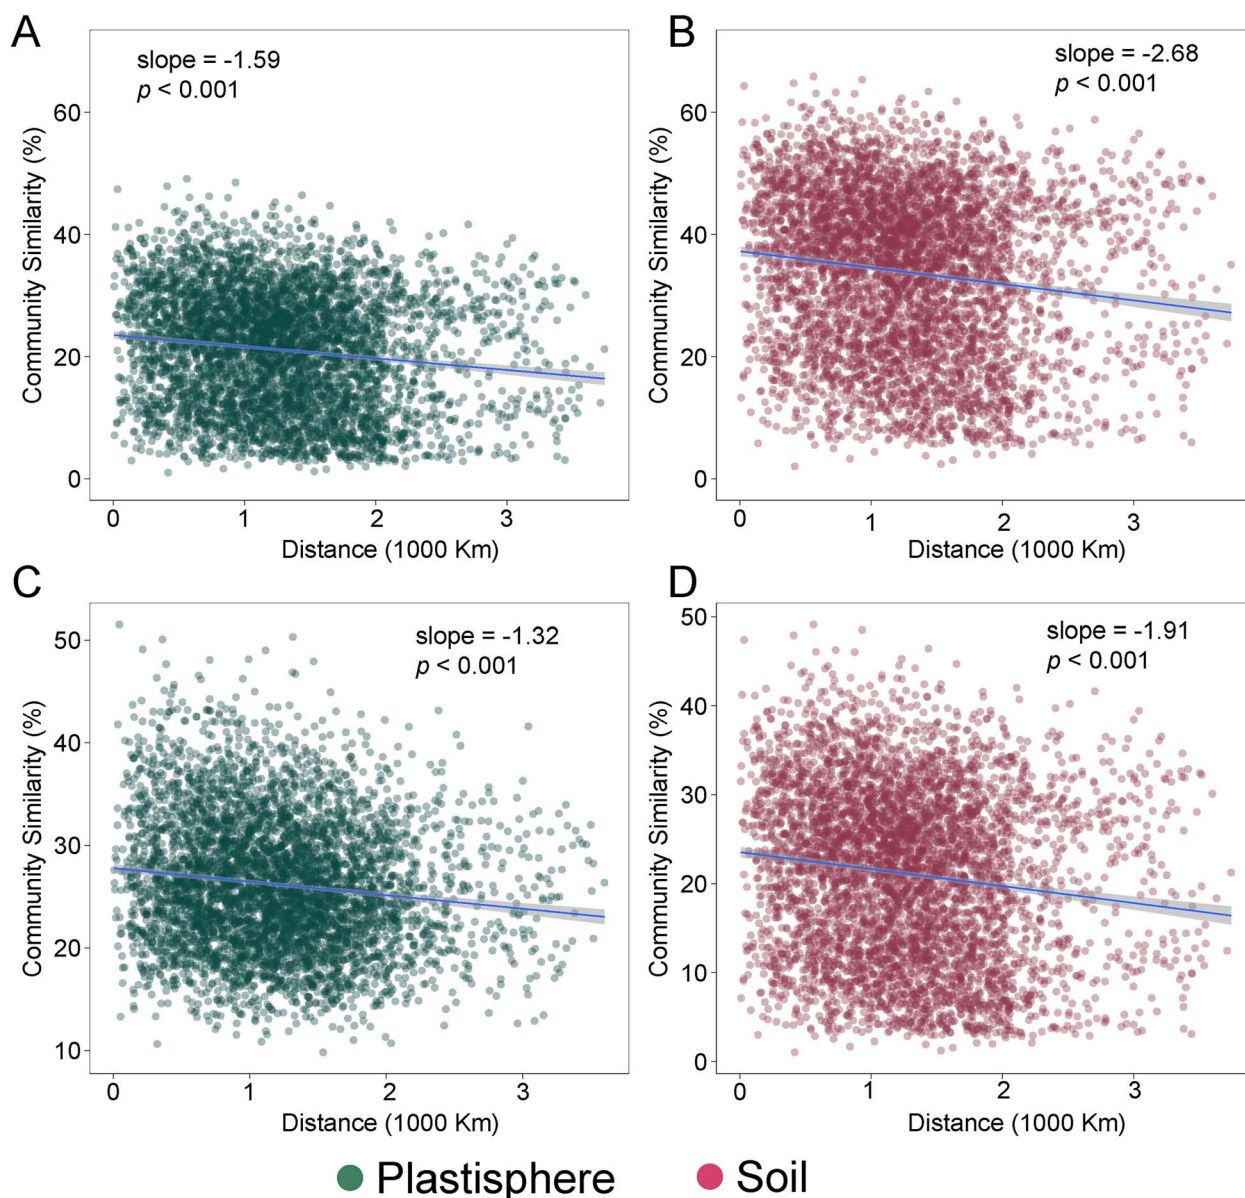 A
slope = -1.59
p < 0.001
60
40
20
0
Community Similarity (%)
0 1 2 3
Distance (1000 Km)
B
slope = -2.68
p < 0.001
60
40
20
0
Community Similarity (%)
0 1 2 3
Distance (1000 Km)
C
slope = -1.32
p < 0.001
50
40
30
20
10
Community Similarity (%)
0 1 2 3
Distance (1000 Km)
D
slope = -1.91
p < 0.001
50
40
30
20
10
0
Community Similarity (%)
0 1 2 3
Distance (1000 Km)
Plastisphere Soil